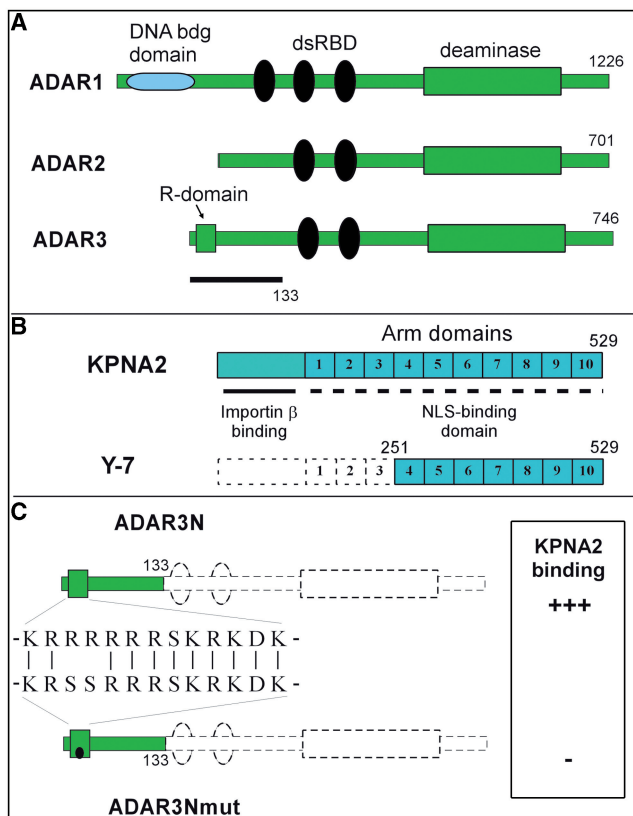 A
DNA bdg
domain
dsRBD
deaminase
1226
ADAR1
701
ADAR2
R-domain
746
ADAR3
133
B
Arm domains
529
KPNA2
1 2 3 4 5 6 7 8 9 10
Importin β
binding
NLS-binding
domain
251
529
Y-7
1 2 3 4 5 6 7 8 9 10
C
ADAR3N
133
KPNA2
binding
+++
-KRRRRRRSKRKDK-
-KRSSRRRSKRKDK-
133
-
ADAR3Nmut